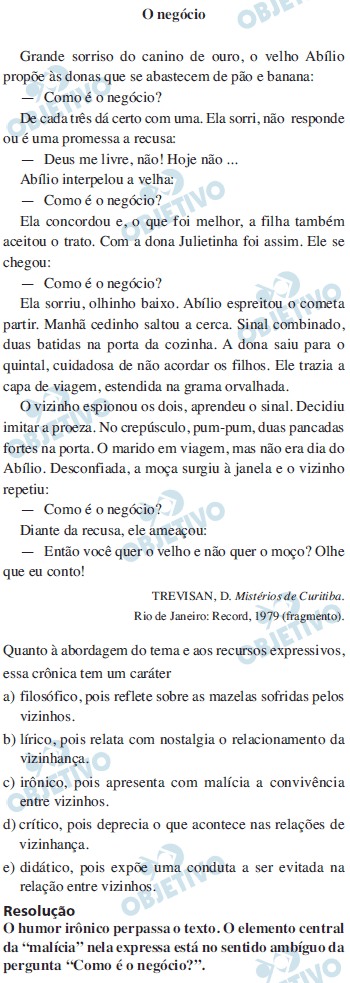 O negócio
Grande sorriso do canino de ouro, o velho Abílio
propõe às donas que se abastecem de pão e banana:
— Como é o negócio?
De cada três dá certo com uma. Ela sorri, não responde
ou é uma promessa a recusa:
— Deus me livre, não! Hoje não ...
Abílio interpelou a velha:
— Como é o negócio?
Ela concordou e, o que foi melhor, a filha também
aceitou o trato. Com a dona Julietinha foi assim. Ele se
chegou:
— Como é o negócio?
Ela sorriu, olhinho baixo. Abílio espreitou o cometa
partir. Manhã cedinho saltou a cerca. Sinal combinado,
duas batidas na porta da cozinha. A dona saiu para o
quintal, cuidadosa de não acordar os filhos. Ele trazia a
capa de viagem, estendida na grama orvalhada.
O vizinho espionou os dois, aprendeu o sinal. Decidiu
imitar a proeza. No crepúsculo, pum-pum, duas pancadas
fortes na porta. O marido em viagem, mas não era dia do
Abílio. Desconfiada, a moça surgiu à janela e o vizinho
repetiu:
— Como é o negócio?
Diante da recusa, ele ameaçou:
— Então você quer o velho e não quer o moço? Olhe
que eu conto!
TREVISAN, D. Mistérios de Curitiba.
Rio de Janeiro: Record, 1979 (fragmento).
Quanto à abordagem do tema e aos recursos expressivos,
essa crônica tem um caráter
a) filosófico, pois reflete sobre as mazelas sofridas pelos
vizinhos.
b) lírico, pois relata com nostalgia o relacionamento da
vizinhança.
c) irônico, pois apresenta com malícia a convivência
entre vizinhos.
d) crítico, pois deprecia o que acontece nas relações de
vizinhança.
e) didático, pois expõe uma conduta a ser evitada na
relação entre vizinhos.
Resolução
O humor irônico perpassa o texto. O elemento central
da “malícia” nela expressa está no sentido ambíguo da
pergunta “Como é o negócio?”.
OBJETIVO
OBJETIVO
OBJETIVO
OBJETIVO
OBJETIVO
OBJETIVO
OBJETIVO
OBJETIVO
OBJETIVO
OBJETIVO